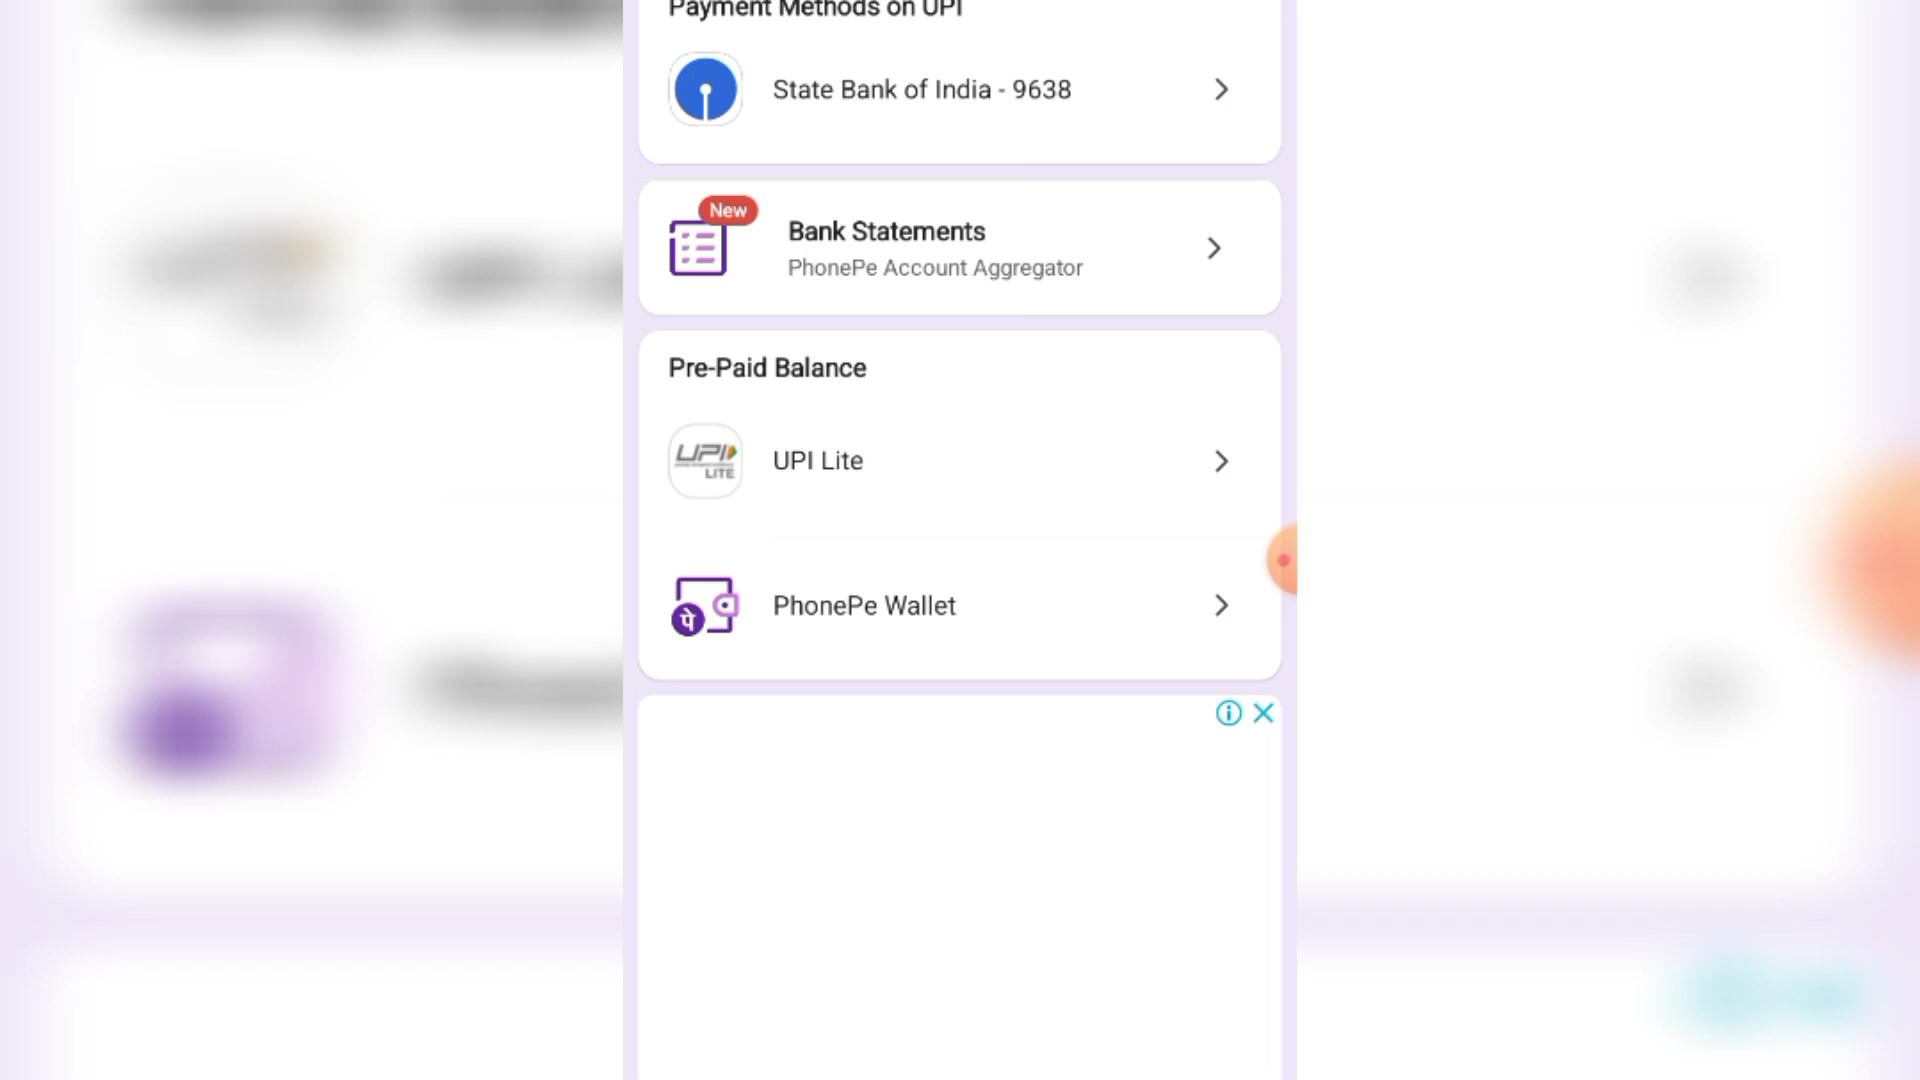 Payment Methods on UPI
State Bank of India - 9638
New
Bank Statements
PhonePe Account Aggregator
Pre-Paid Balance
UPI
LITE
UPI Lite
पे
PhonePe Wallet